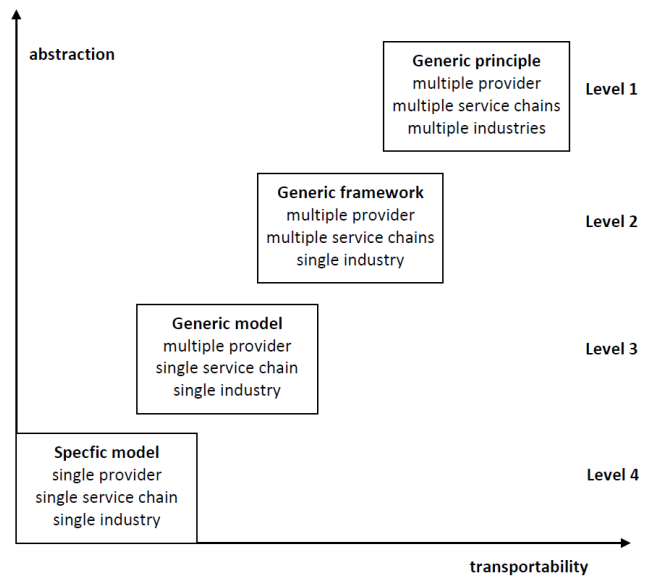 abstraction
Generic principle
multiple provider
multiple service chains
multiple industries
Level 1
Generic framework
multiple provider
multiple service chains
single industry
Level 2
Generic model
multiple provider
single service chain
single industry
Level 3
Specfic model
single provider
single service chain
single industry
Level 4
transportability